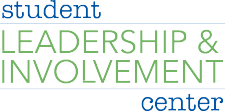 student
LEADERSHIP &
INVOLVEMENT
center